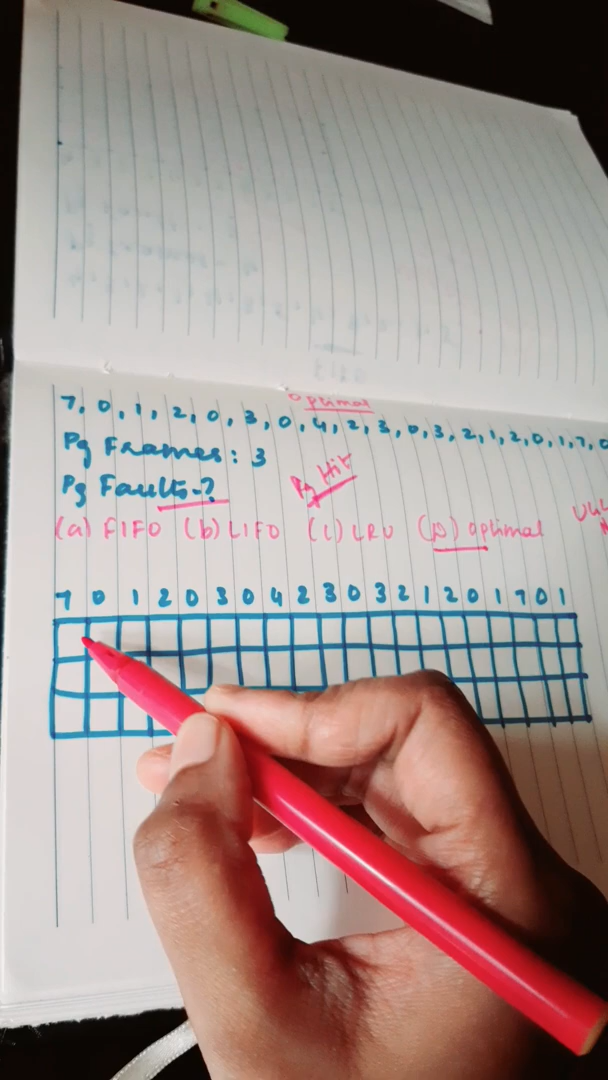 Optimal
7, 0, 1, 2, 0, 3, 0, 4, 2, 3, 0, 3, 2, 1, 2, 0, 1, 7, 0
Pg Frames: 3
Pg Faults-?
Pg Hit
(a) FIFO (b) LIFO (c) LRU (D) optimal
7 0 1 2 0 3 0 4 2 3 0 3 2 1 2 0 1 7 0 1